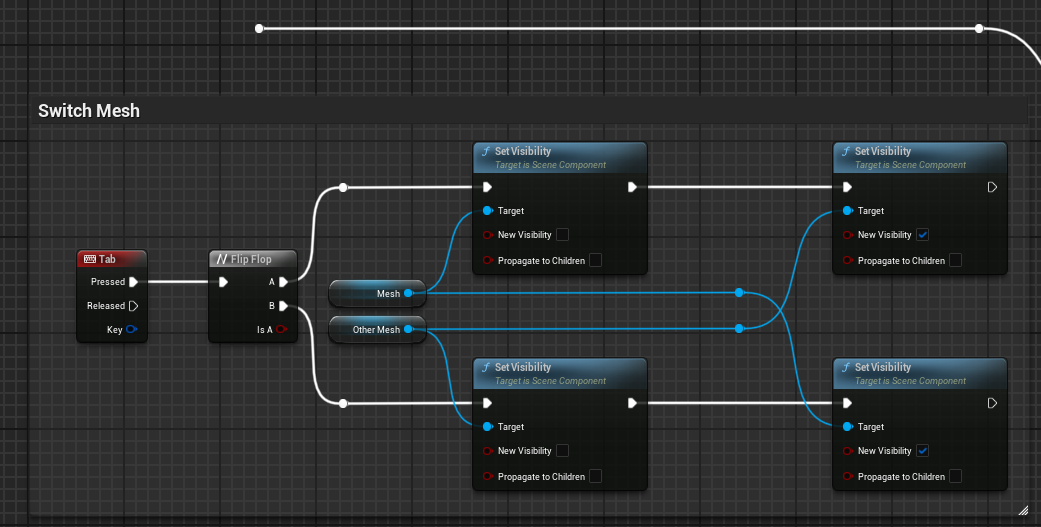 Switch Mesh
Set Visibility
Target is Scene Component
Target
New Visibility
Propagate to Children
Set Visibility
Target is Scene Component
Target
New Visibility
Propagate to Children
Tab
Pressed
Released
Key
Flip Flop
A
B
Is A
Mesh
Other Mesh
Set Visibility
Target is Scene Component
Target
New Visibility
Propagate to Children
Set Visibility
Target is Scene Component
Target
New Visibility
Propagate to Children